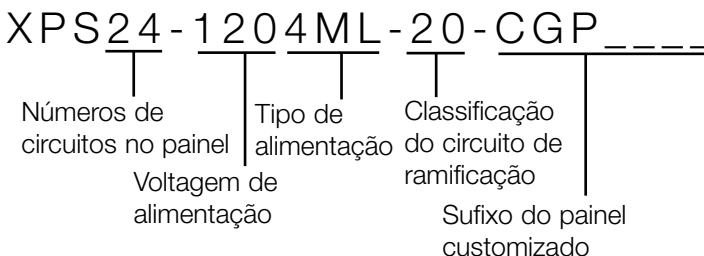 XPS24-1204ML-20-CGP____
Números de
circuitos no painel
Tipo de
alimentação
Classificação
do circuito de
ramificação
Voltagem de
alimentação
Sufixo do painel
customizado